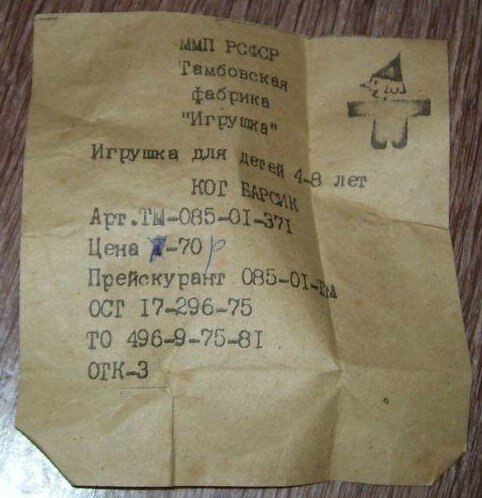 ММП РСФСР
Тамбовская
фабрика
"Игрушка"
Игрушка для детей 4-8 лет
КОТ БАРСИК
Арт.ТМ-085-01-371
Цена -70 р
Прейскурант 085-01-ТМ
ОСТ 17-296-75
ТО 496-9-75-81
ОТК-3